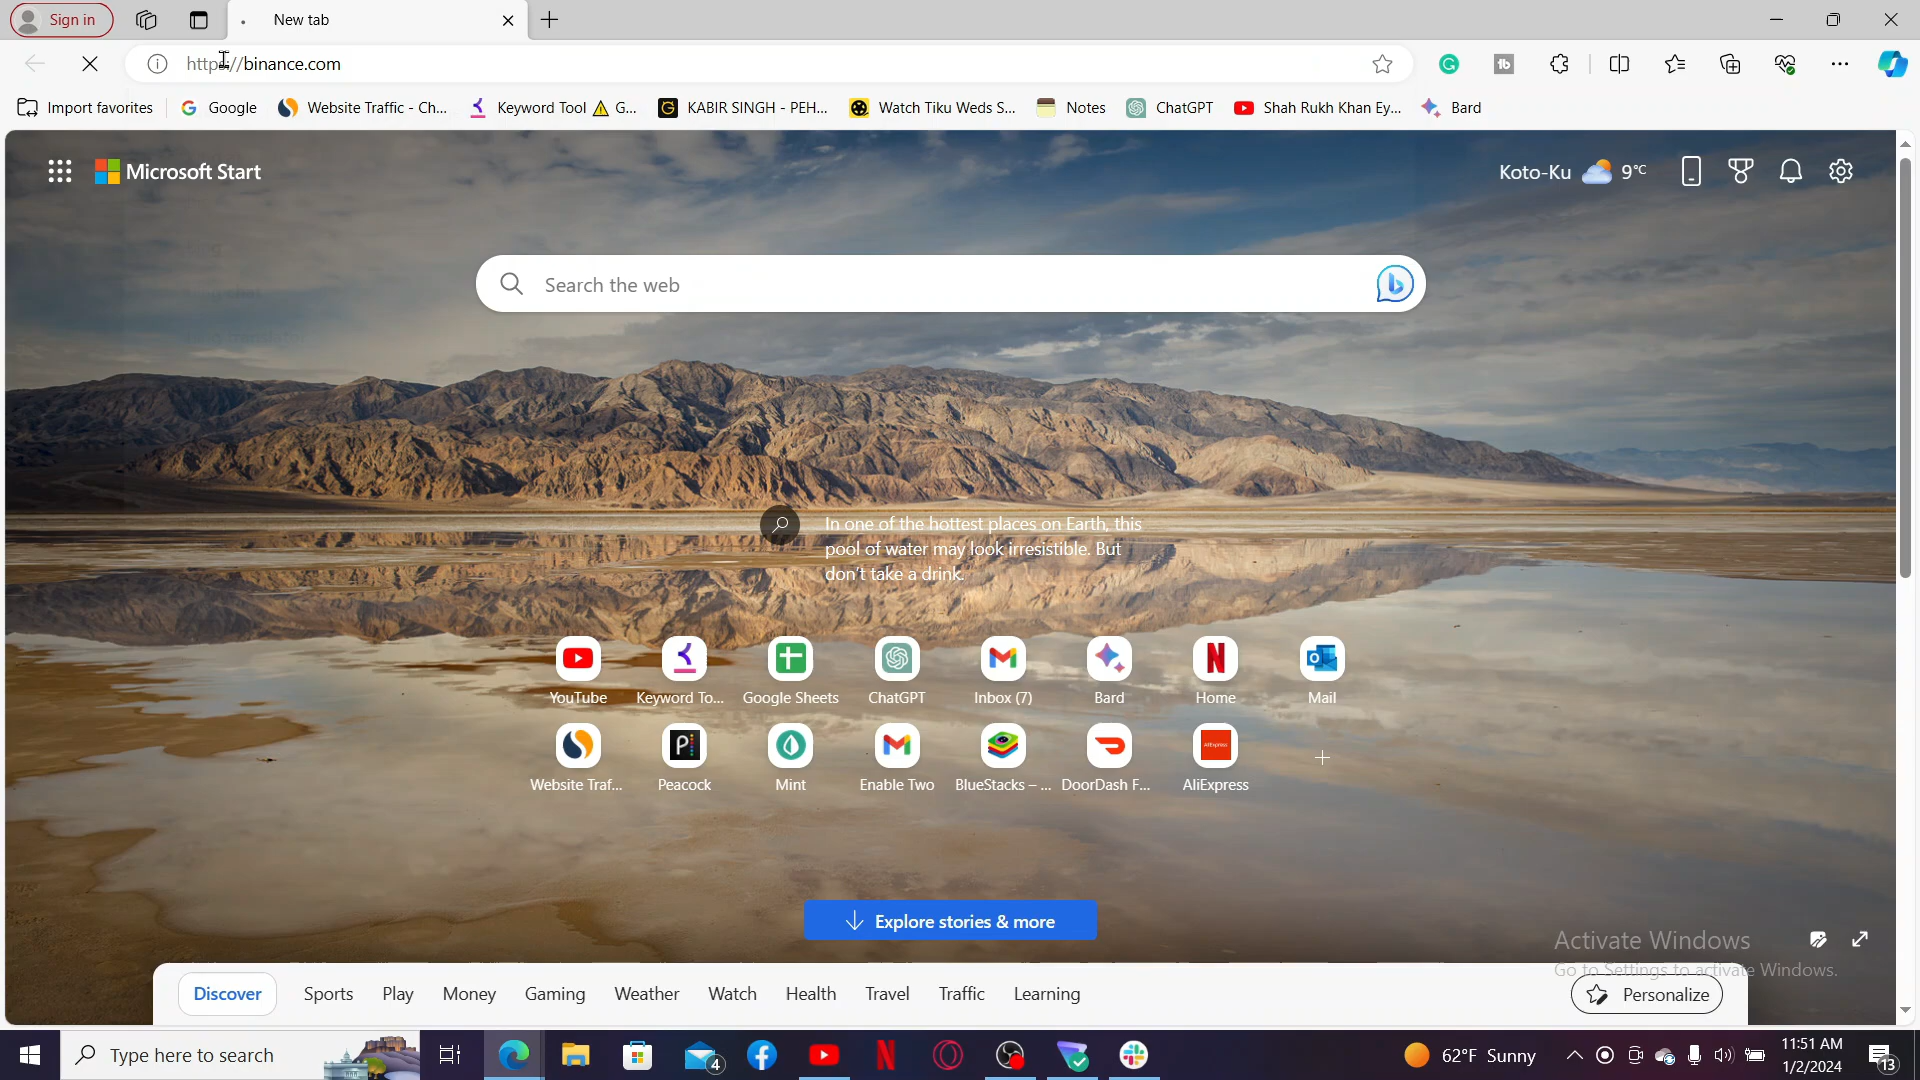 Sign in
New tab
http://binance.com
Import favorites
Google
Website Traffic - Ch...
Keyword Tool ⚠ G...
KABIR SINGH - PEH...
Watch Tiku Weds S...
Notes
ChatGPT
Shah Rukh Khan Ey...
Bard
Microsoft Start
Koto-Ku
9°C
Search the web
In one of the hottest places on Earth, this
pool of water may look irresistible. But
don't take a drink.
YouTube
Keyword To...
Google Sheets
ChatGPT
Inbox (7)
Bard
Home
Mail
Website Traf...
Peacock
Mint
Enable Two
BlueStacks – ...
DoorDash F...
AliExpress
Explore stories & more
Activate Windows
Go to Settings to activate Windows.
Discover
Sports
Play
Money
Gaming
Weather
Watch
Health
Travel
Traffic
Learning
Personalize
Type here to search
4
62°F Sunny
11:51 AM
1/2/2024
13